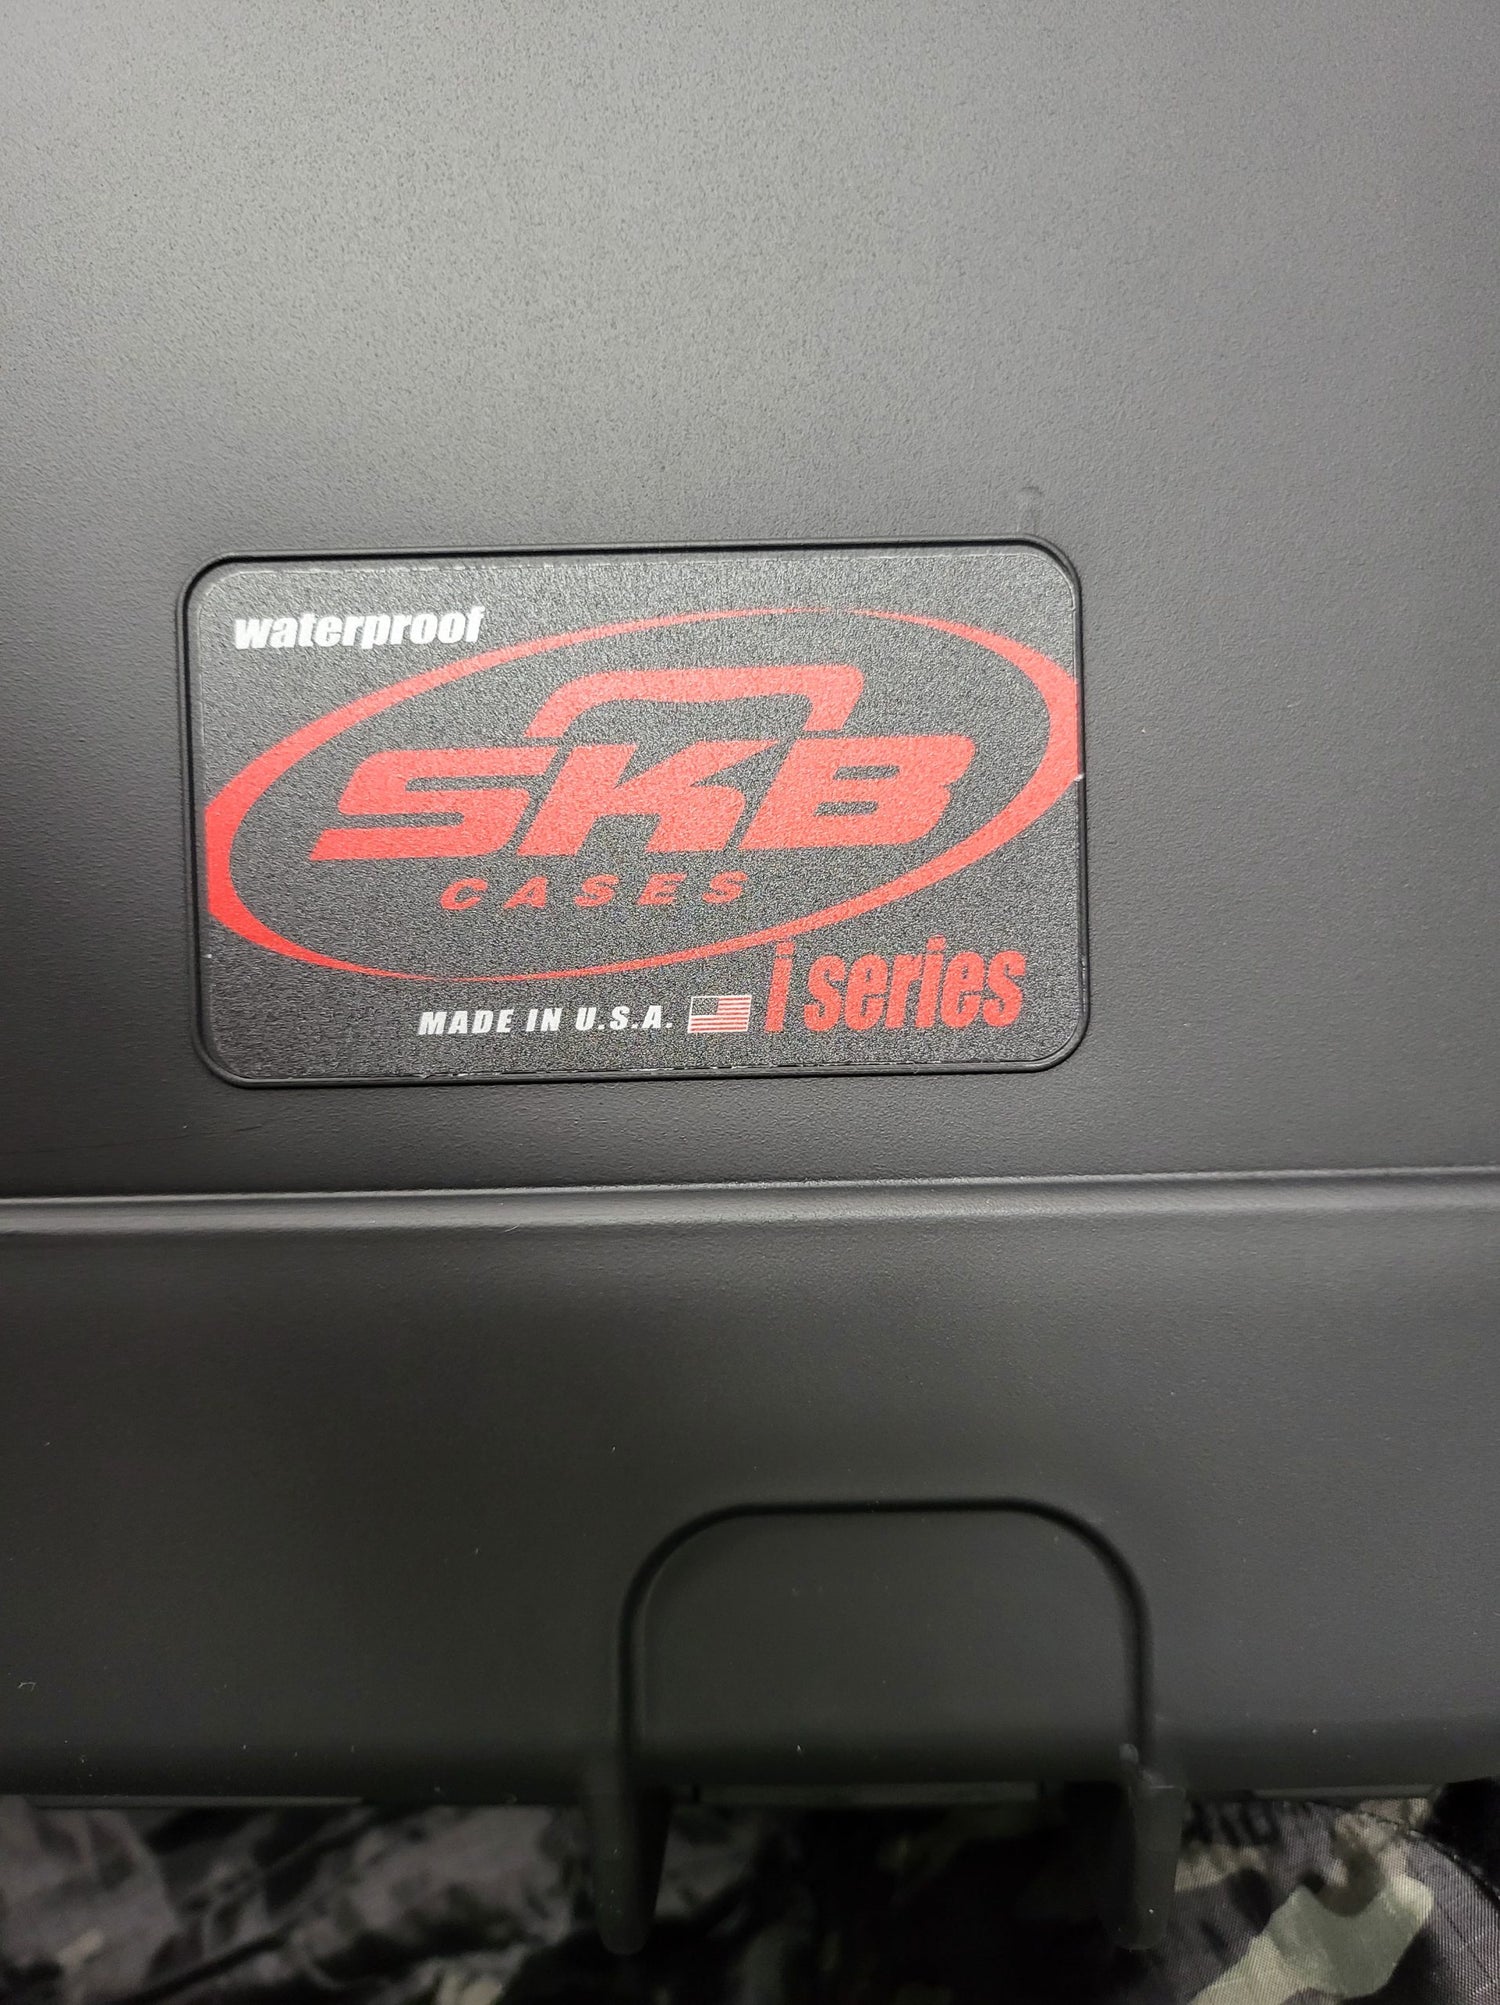 waterproof
SKB
CASES
i series
MADE IN U.S.A.